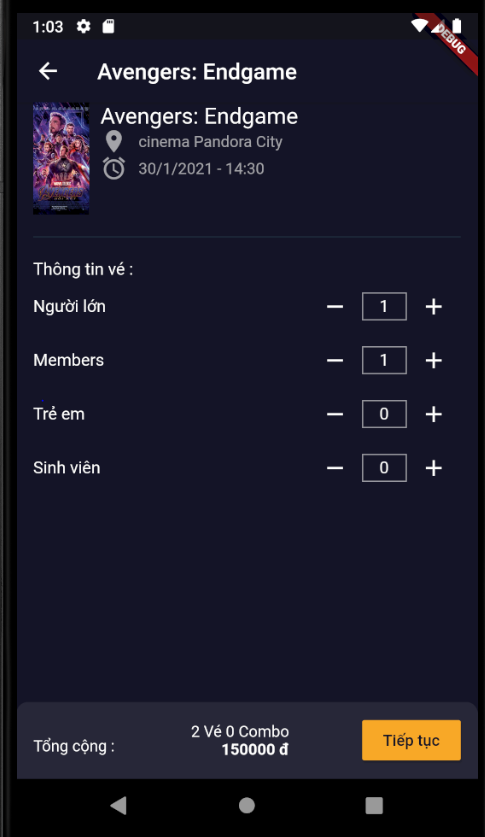 1:03
DEBUG
Avengers: Endgame
Avengers: Endgame
cinema Pandora City
30/1/2021 - 14:30
Thông tin vé :
Người lớn
1
Members
1
Trẻ em
0
Sinh viên
0
Tổng cộng :
2 Vé 0 Combo
150000 đ
Tiếp tục